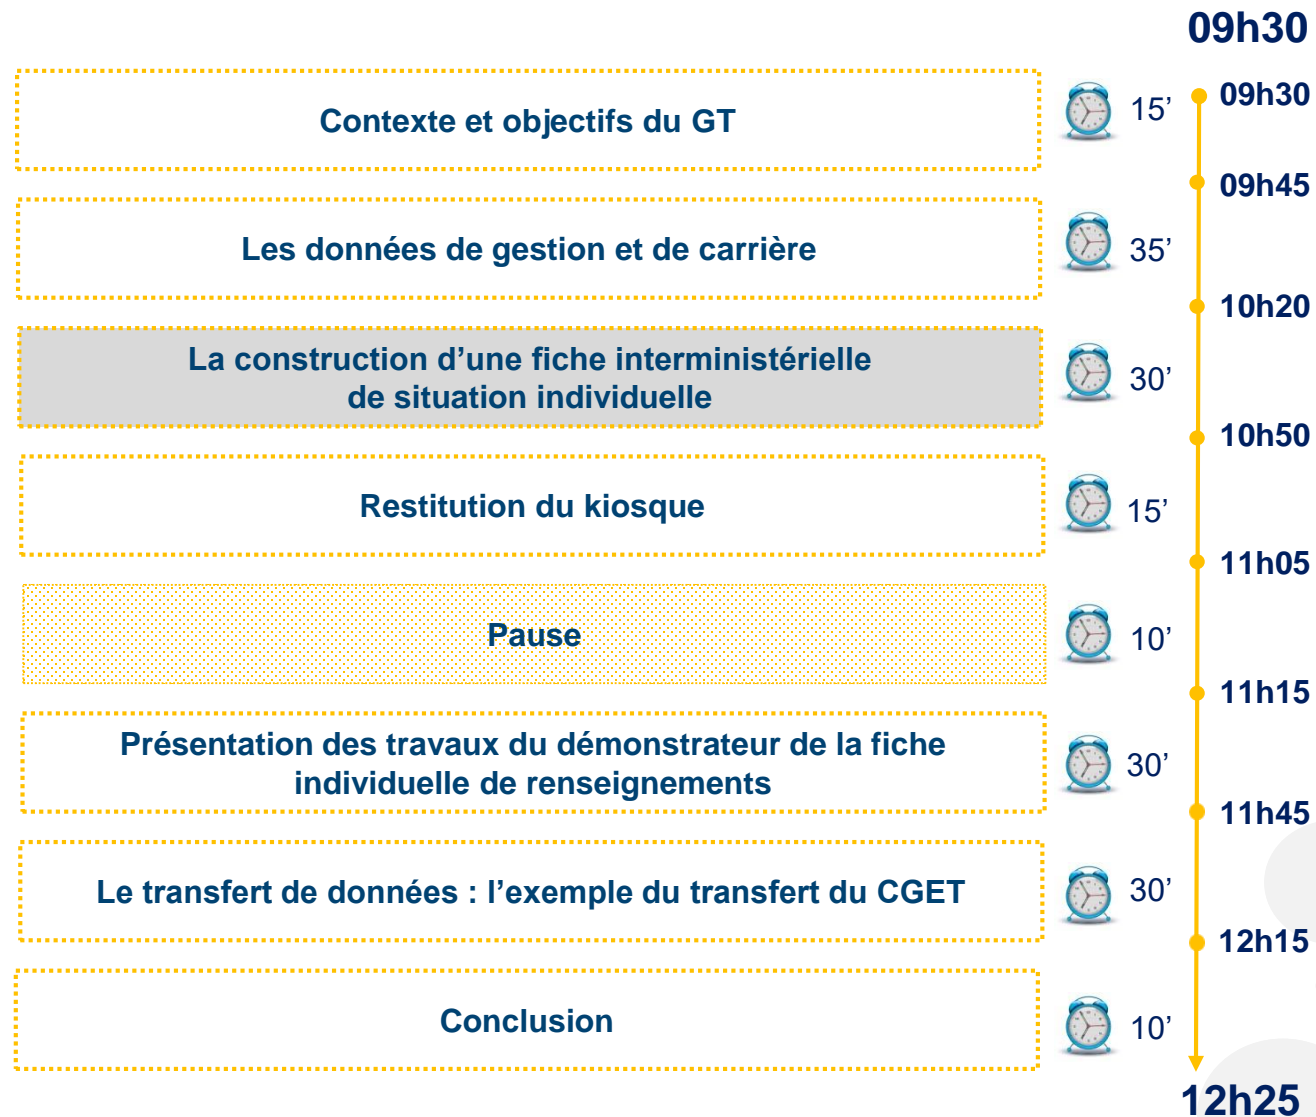 09h30
Contexte et objectifs du GT
15’
09h30
09h45
Les données de gestion et de carrière
35’
10h20
La construction d’une fiche interministérielle
de situation individuelle
30’
10h50
Restitution du kiosque
15’
11h05
Pause
10’
11h15
Présentation des travaux du démonstrateur de la fiche
individuelle de renseignements
30’
11h45
Le transfert de données : l’exemple du transfert du CGET
30’
12h15
Conclusion
10’
12h25